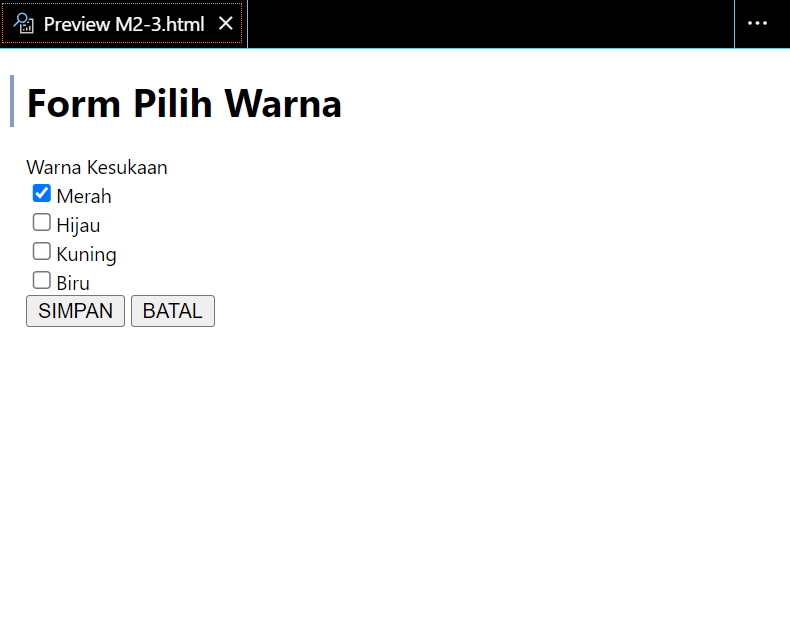 Preview M2-3.html
Form Pilih Warna
Warna Kesukaan
Merah
Hijau
Kuning
Biru
SIMPAN BATAL